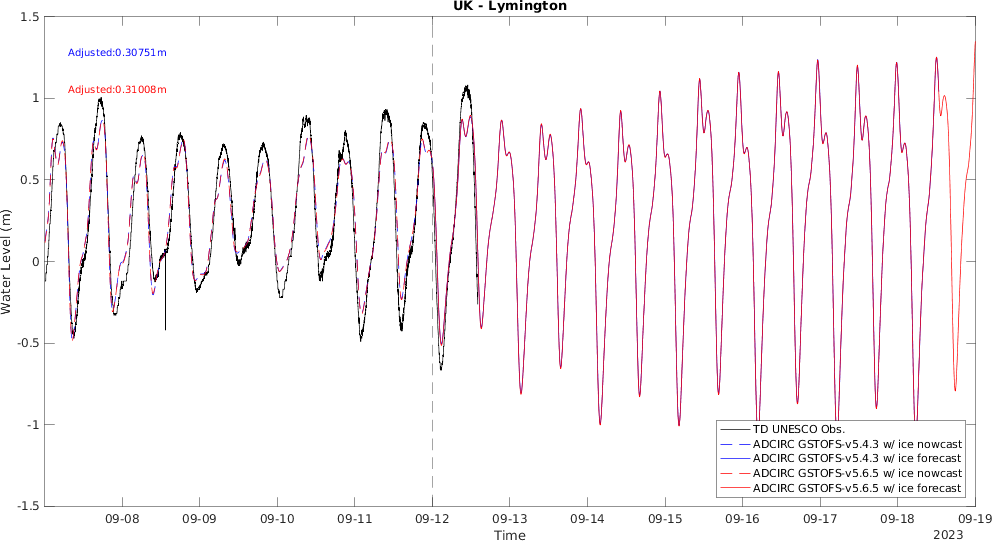 UK - Lymington
Adjusted:0.30751m
Adjusted:0.31008m
Water Level (m)
1.5
1
0.5
0
-0.5
-1
-1.5
TD UNESCO Obs.
ADCIRC GSTOFS-v5.4.3 w/ ice nowcast
ADCIRC GSTOFS-v5.4.3 w/ ice forecast
ADCIRC GSTOFS-v5.6.5 w/ ice nowcast
ADCIRC GSTOFS-v5.6.5 w/ ice forecast
09-08 09-09 09-10 09-11 09-12 09-13 09-14 09-15 09-16 09-17 09-18 09-19
Time
2023